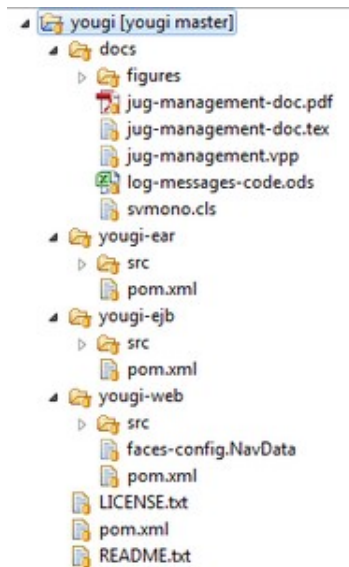 yougi [yougi master]
docs
figures
jug-management-doc.pdf
jug-management-doc.tex
jug-management.vpp
log-messages-code.ods
svmono.cls
yougi-ear
src
pom.xml
yougi-ejb
src
pom.xml
yougi-web
src
faces-config.NavData
pom.xml
LICENSE.txt
pom.xml
README.txt